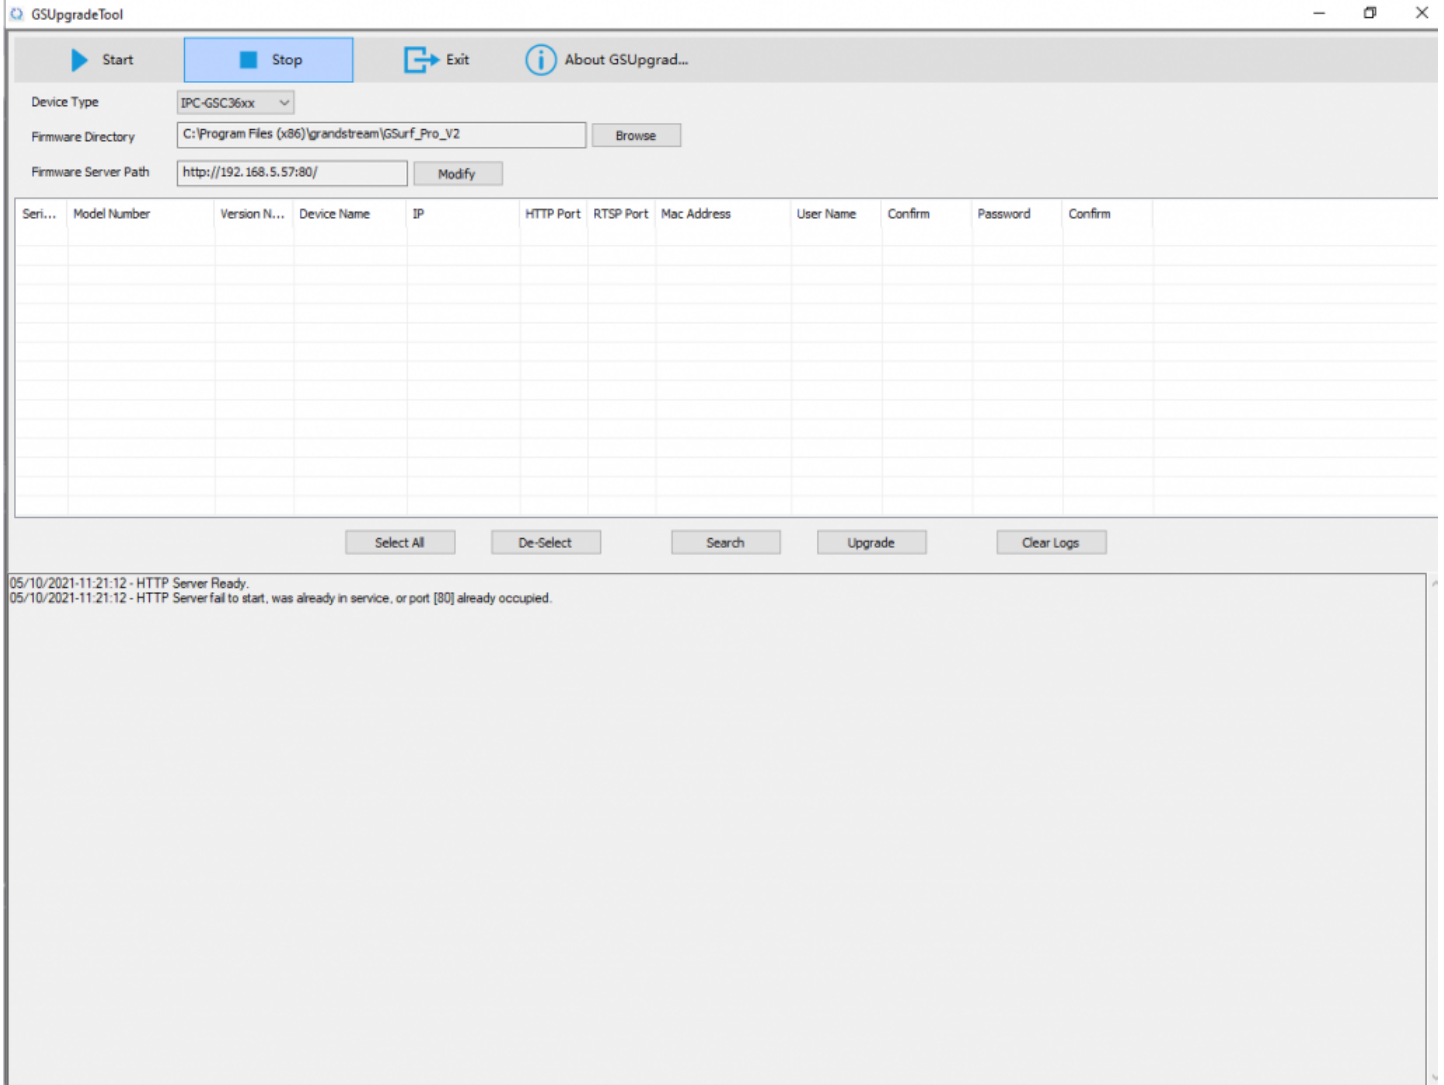 GSUpgradeTool
Start Stop Exit About GSUpgrad...
Device Type IPC-GSC36xx
Firmware Directory C:\Program Files (x86)\grandstream\GSurf_Pro_V2 Browse
Firmware Server Path http://192.168.5.57:80/ Modify
Seri... Model Number Version N... Device Name IP HTTP Port RTSP Port Mac Address User Name Confirm Password Confirm
Select All De-Select Search Upgrade Clear Logs
05/10/2021-11:21:12 - HTTP Server Ready.
05/10/2021-11:21:12 - HTTP Server fail to start, was already in service, or port [80] already occupied.